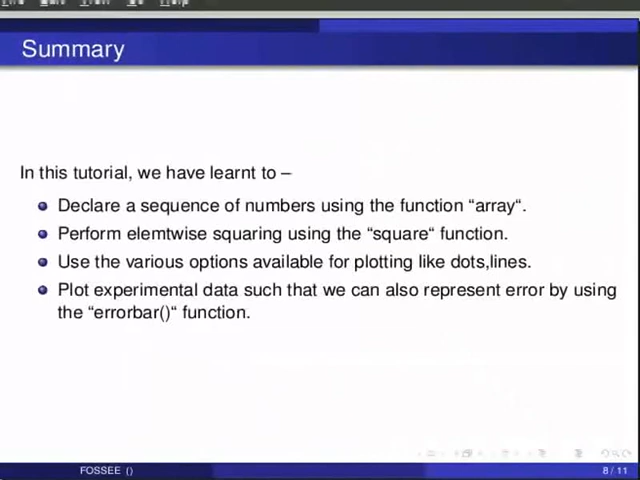 Summary
In this tutorial, we have learnt to –
Declare a sequence of numbers using the function “array“.
Perform elemtwise squaring using the “square“ function.
Use the various options available for plotting like dots,lines.
Plot experimental data such that we can also represent error by using
the “errorbar()“ function.
FOSSEE ()
8 / 11